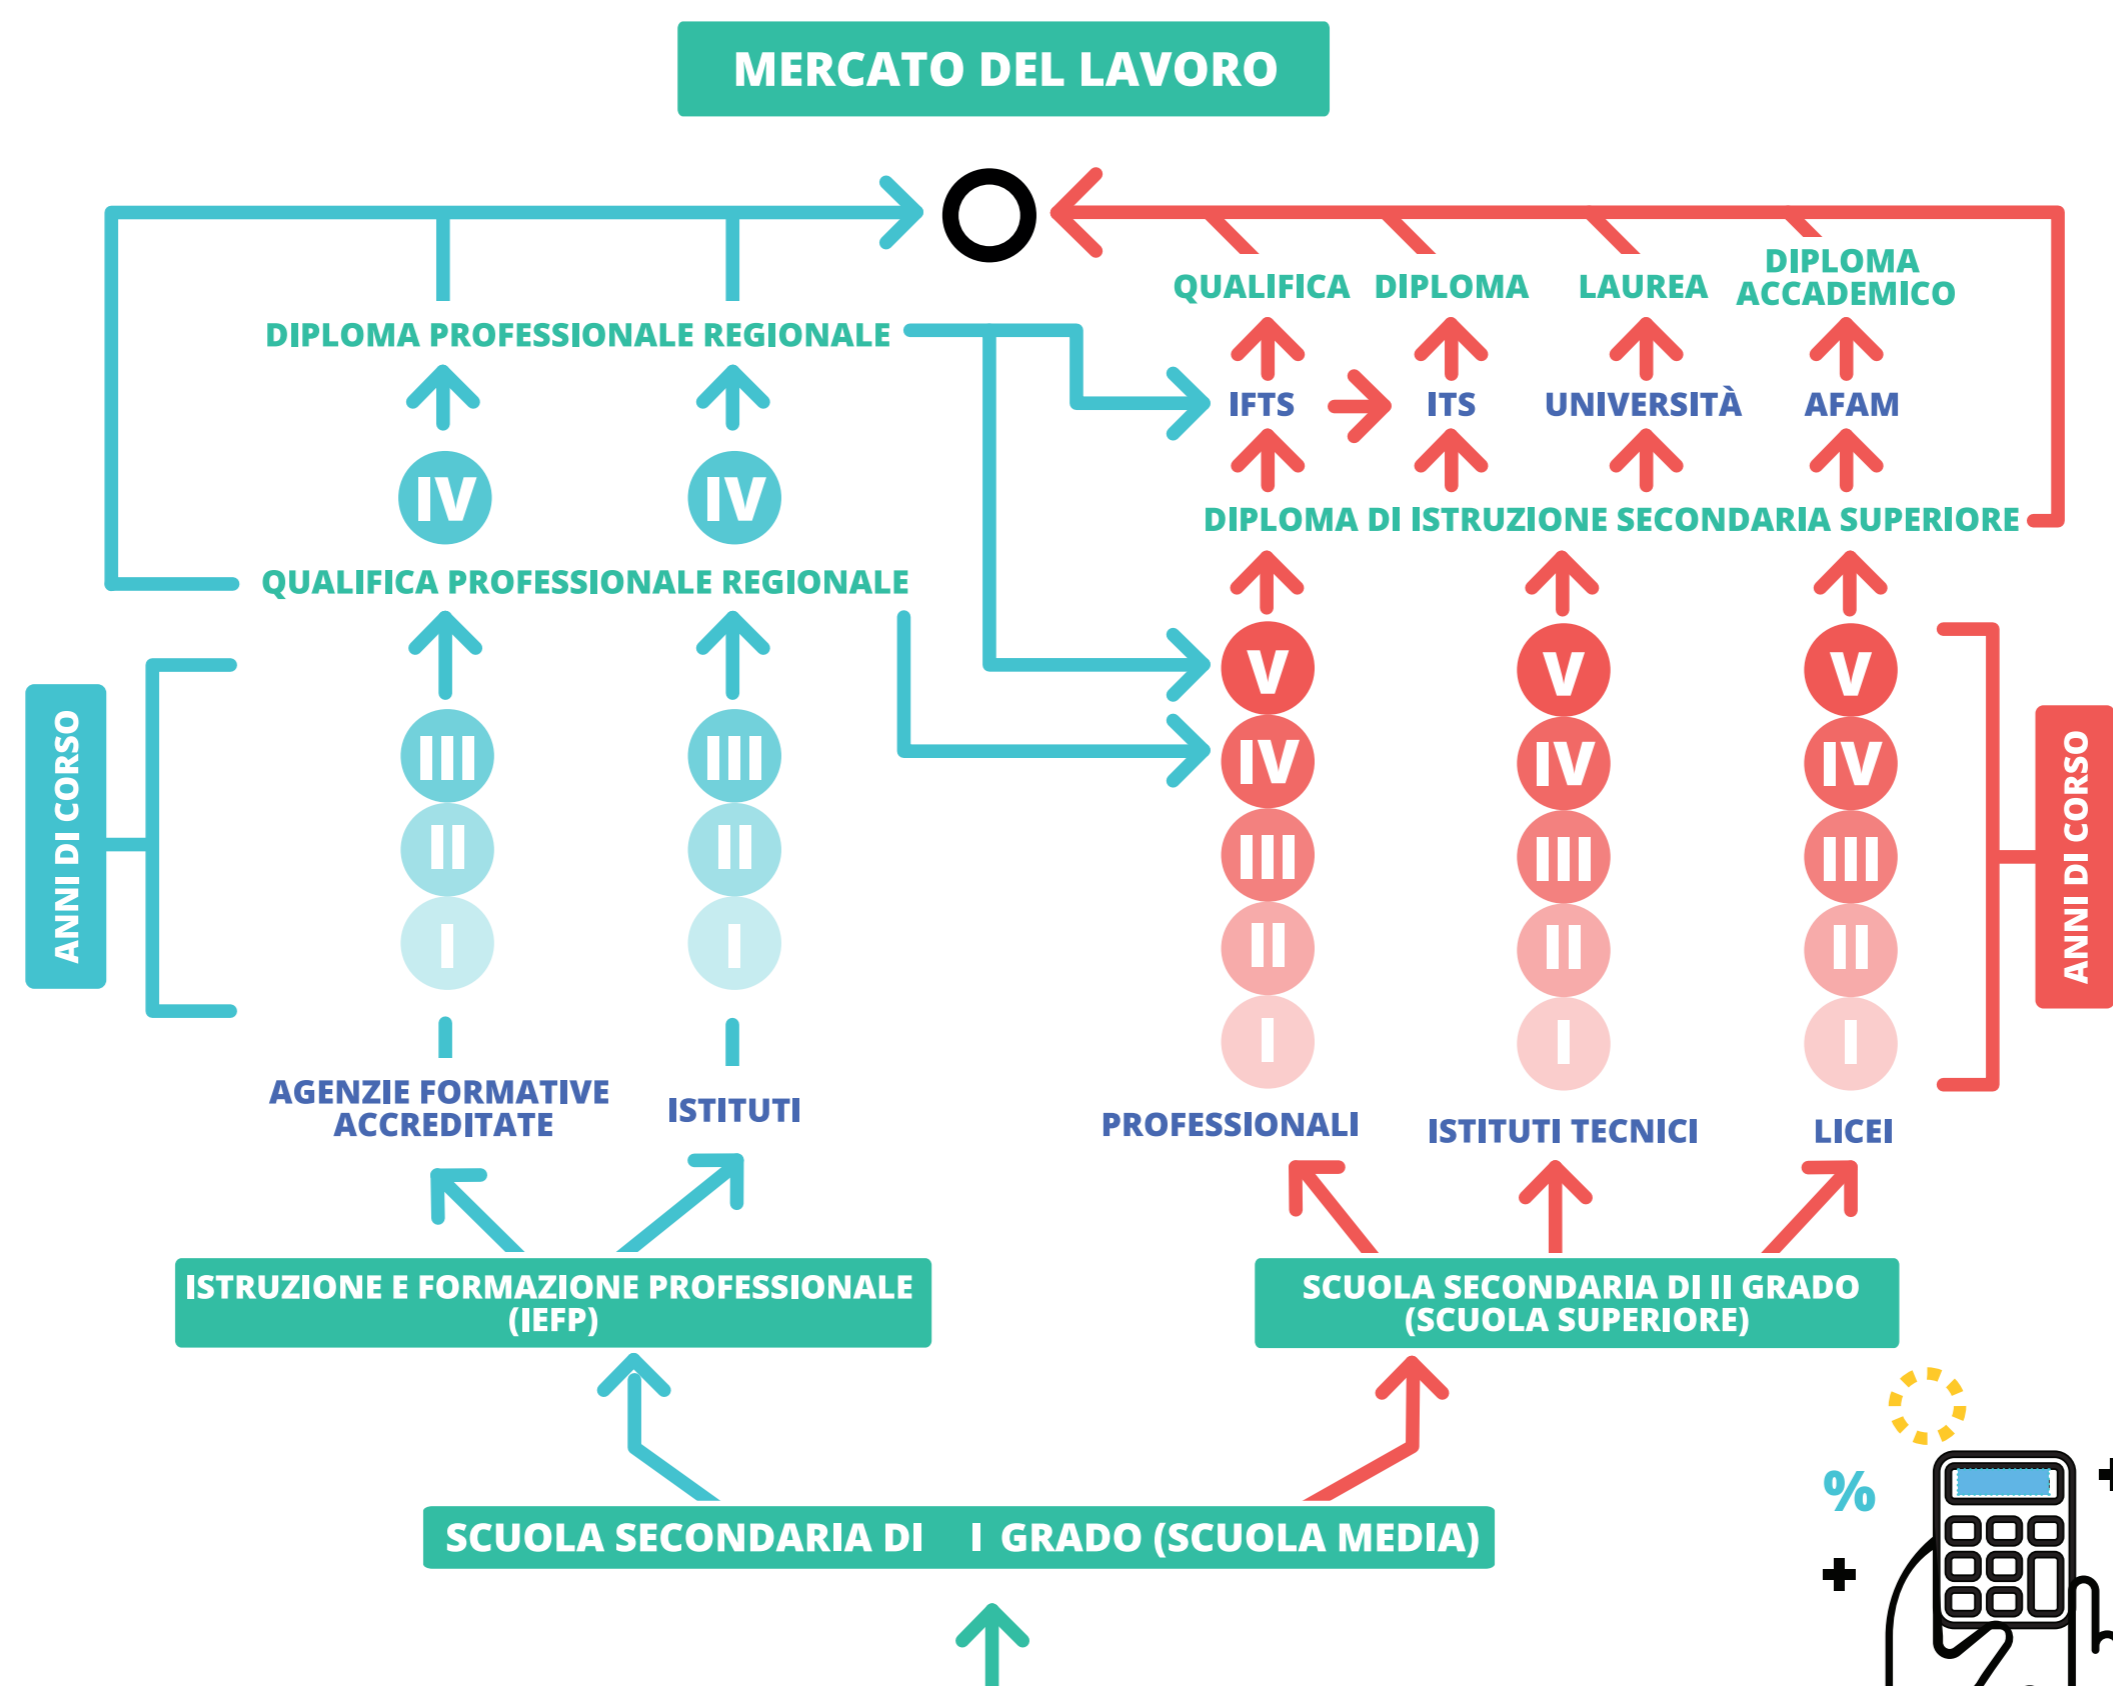 MERCATO DEL LAVORO
QUALIFICA
DIPLOMA
LAUREA
DIPLOMA
ACCADEMICO
DIPLOMA PROFESSIONALE REGIONALE
IFTS
ITS
UNIVERSITÀ
AFAM
IV
IV
DIPLOMA DI ISTRUZIONE SECONDARIA SUPERIORE
QUALIFICA PROFESSIONALE REGIONALE
ANNI DI CORSO
III
III
II
II
I
I
V
V
V
IV
IV
IV
III
III
III
II
II
II
I
I
I
ANNI DI CORSO
AGENZIE FORMATIVE
ACCREDITATE
ISTITUTI
PROFESSIONALI
ISTITUTI TECNICI
LICEI
ISTRUZIONE E FORMAZIONE PROFESSIONALE
(IEFP)
SCUOLA SECONDARIA DI II GRADO
(SCUOLA SUPERIORE)
%
SCUOLA SECONDARIA DI I GRADO (SCUOLA MEDIA)